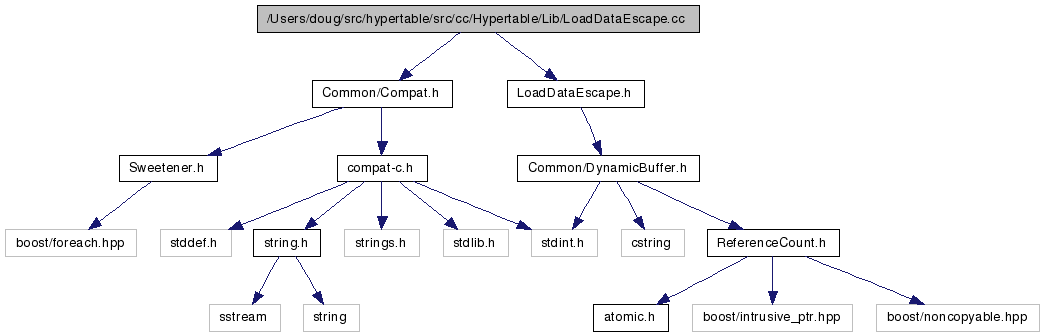 /Users/doug/src/hypertable/src/cc/Hypertable/Lib/LoadDataEscape.cc
Common/Compat.h
LoadDataEscape.h
Sweetener.h
compat-c.h
Common/DynamicBuffer.h
boost/foreach.hpp
stddef.h
string.h
strings.h
stdlib.h
stdint.h
cstring
ReferenceCount.h
sstream
string
atomic.h
boost/intrusive_ptr.hpp
boost/noncopyable.hpp